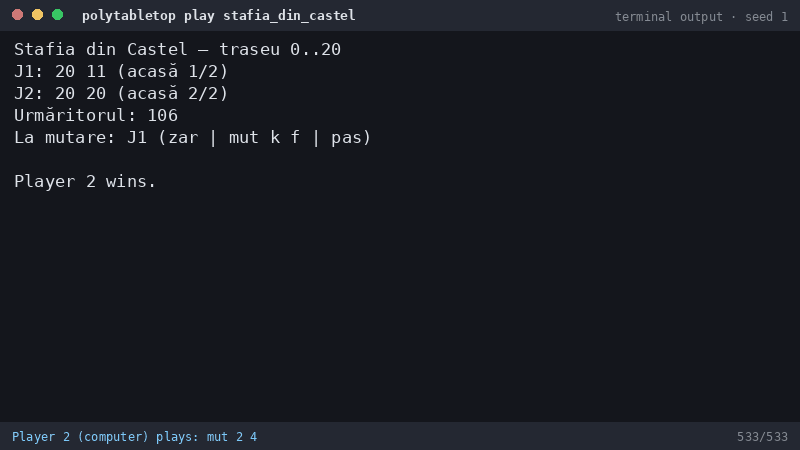 polytabletop play stafia_din_castel
terminal output · seed 1
Stafia din Castel — traseu 0..20
J1: 20 11 (acasă 1/2)
J2: 20 20 (acasă 2/2)
Urmăritorul: 106
La mutare: J1 (zar | mut k f | pas)
Player 2 wins.
Player 2 (computer) plays: mut 2 4
533/533